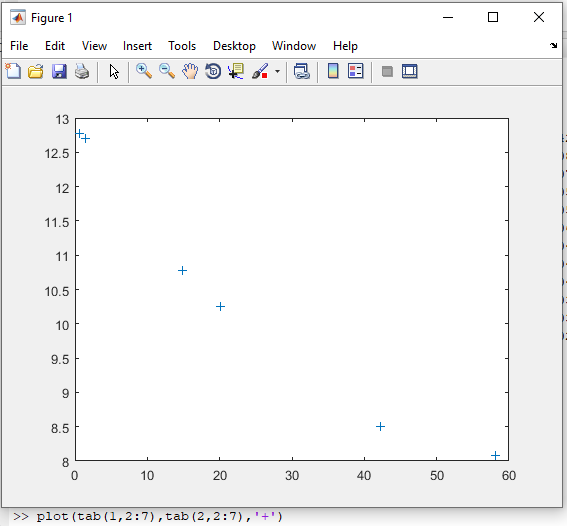 Figure 1
File Edit View Insert Tools Desktop Window Help
13
12.5
12
11.5
11
10.5
10
9.5
9
8.5
8
0 10 20 30 40 50 60
>> plot(tab(1,2:7),tab(2,2:7),'+')